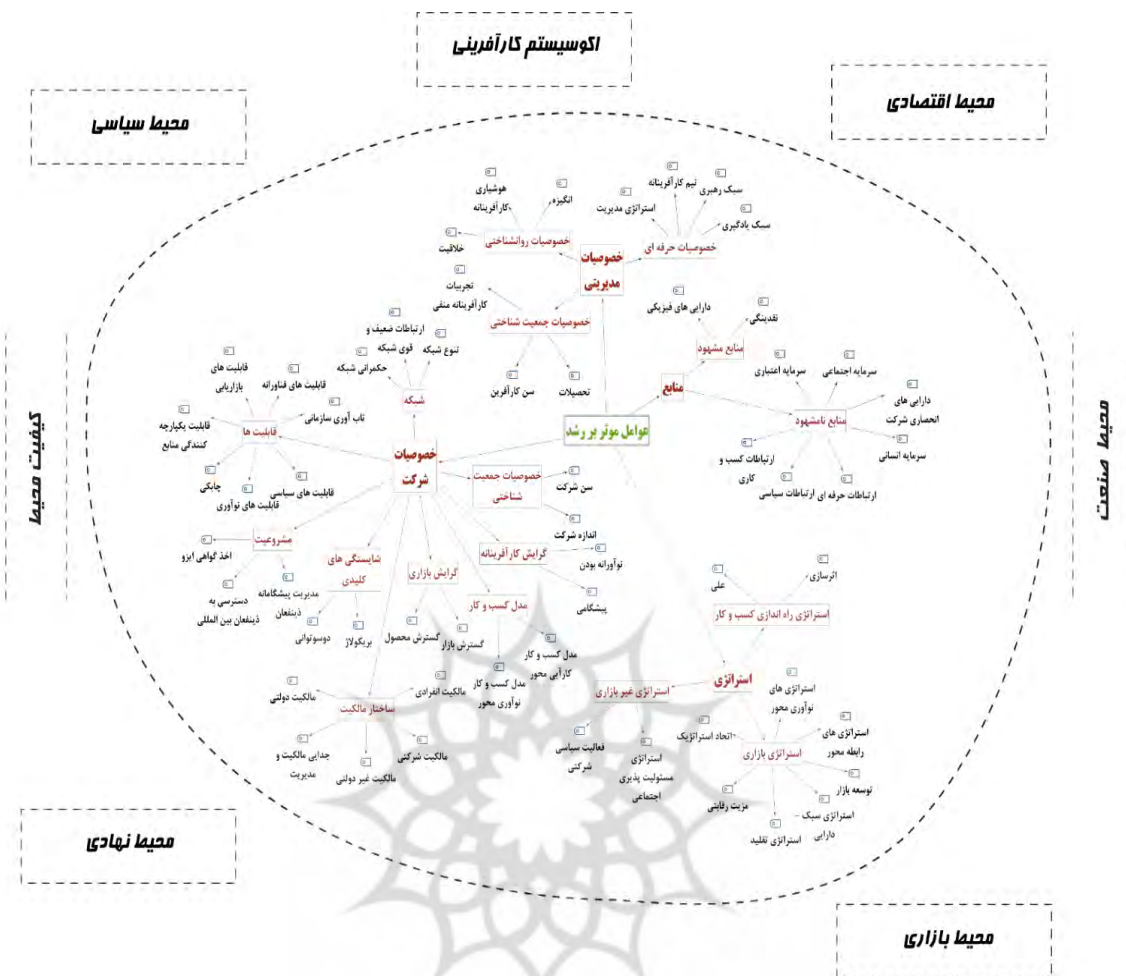 اکوسیستم کارآفرینی
محیط اقتصادی
محیط سیاسی
محیط صنعت
کیفیت محیط
محیط نهادی
محیط بازاری
عوامل موثر بر رشد
خصوصیات
مدیریتی
خصوصیات حرفه ای
تیم کارآفرینانه
سبک رهبری
استراتژی مدیریت
سبک یادگیری
خصوصیات روانشناختی
هوشیاری
کارآفرینانه
انگیزه
خلاقیت
خصوصیات جمعیت شناختی
تجربیات
کارآفرینانه منفی
سن کارآفرین
تحصیلات
منابع
منابع مشهود
دارایی های فیزیکی
نقدینگی
منابع نامشهود
سرمایه اعتباری
سرمایه اجتماعی
دارایی های
انحصاری شرکت
سرمایه انسانی
ارتباطات حرفه ای
ارتباطات سیاسی
ارتباطات کسب و
کاری
خصوصیات
شرکت
شبکه
ارتباطات ضعیف و
قوی شبکه
تنوع شبکه
حکمرانی شبکه
قابلیت ها
قابلیت های
بازاریابی
قابلیت های فناورانه
تاب آوری سازمانی
قابلیت یکپارچه
کنندگی منابع
چابکی
قابلیت های نوآوری
قابلیت های سیاسی
خصوصیات جمعیت
شناختی
سن شرکت
اندازه شرکت
مشروعیت
اخذ گواهی ایزو
دسترسی به
ذینفعان بین المللی
مدیریت پیشگامانه
ذینفعان
شایستگی های
کلیدی
دوسوتوانی
بریکولاژ
گرایش بازاری
گسترش محصول
گسترش بازار
گرایش کارآفرینانه
نوآورانه بودن
پیشگامی
مدل کسب و کار
مدل کسب و کار
نوآوری محور
مدل کسب و کار
کارآیی محور
ساختار مالکیت
مالکیت انفرادی
مالکیت دولتی
جدایی مالکیت و
مدیریت
مالکیت غیر دولتی
مالکیت شرکتی
استراتژی
استراتژی راه اندازی کسب و کار
علی
اثرسازی
استراتژی غیر بازاری
فعالیت سیاسی
شرکتی
استراتژی
مسئولیت پذیری
اجتماعی
استراتژی بازاری
استراتژی های
نوآوری محور
اتحاد استراتژیک
استراتژی های
رابطه محور
توسعه بازار
استراتژی سبک -
دارایی
استراتژی تقلید
مزیت رقابتی